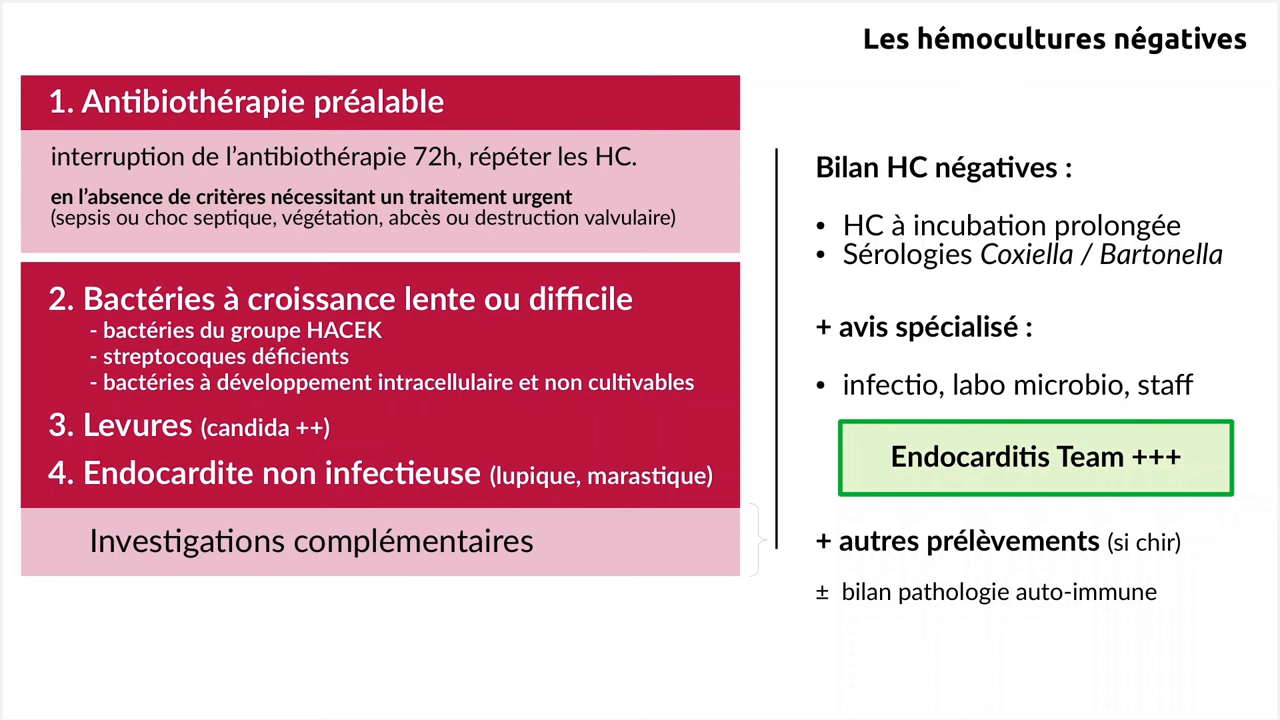 Les hémocultures négatives
1. Antibiothérapie préalable
interruption de l'antibiothérapie 72h, répéter les HC.
en l'absence de critères nécessitant un traitement urgent
(sepsis ou choc septique, végétation, abcès ou destruction valvulaire)
2. Bactéries à croissance lente ou difficile
- bactéries du groupe HACEK
- streptocoques déficients
- bactéries à développement intracellulaire et non cultivables
3. Levures (candida ++)
4. Endocardite non infectieuse (lupique, marastique)
Investigations complémentaires
Bilan HC négatives :
• HC à incubation prolongée
• Sérologies Coxiella / Bartonella
+ avis spécialisé :
• infectio, labo microbio, staff
Endocarditis Team +++
+ autres prélèvements (si chir)
± bilan pathologie auto-immune